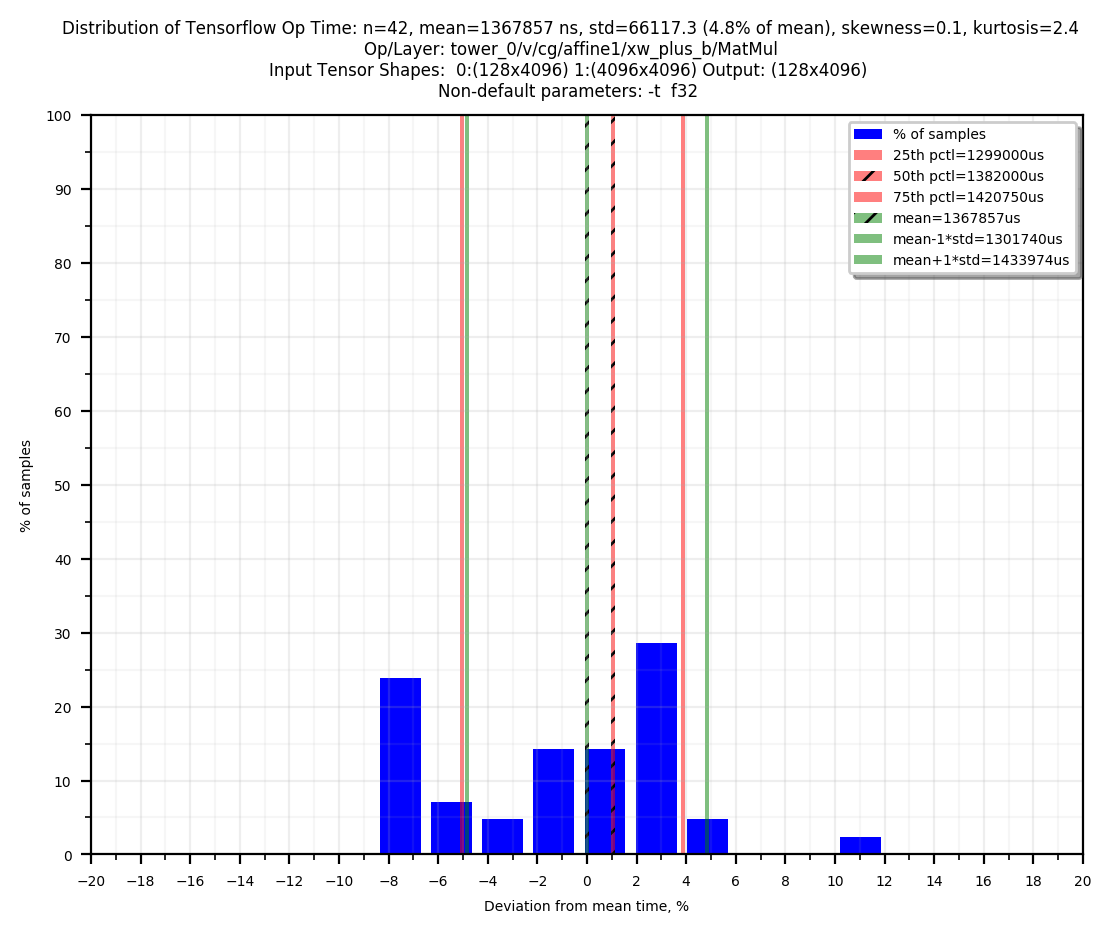 Distribution of Tensorflow Op Time: n=42, mean=1367857 ns, std=66117.3 (4.8% of mean), skewness=0.1, kurtosis=2.4
Op/Layer: tower_0/v/cg/affine1/xw_plus_b/MatMul
Input Tensor Shapes:  0:(128x4096) 1:(4096x4096) Output: (128x4096)
Non-default parameters: -t  f32
% of samples
25th pctl=1299000us
50th pctl=1382000us
75th pctl=1420750us
mean=1367857us
mean-1*std=1301740us
mean+1*std=1433974us
100
90
80
70
60
50
40
30
20
10
0
% of samples
−20 −18 −16 −14 −12 −10 −8 −6 −4 −2 0 2 4 6 8 10 12 14 16 18 20
Deviation from mean time, %